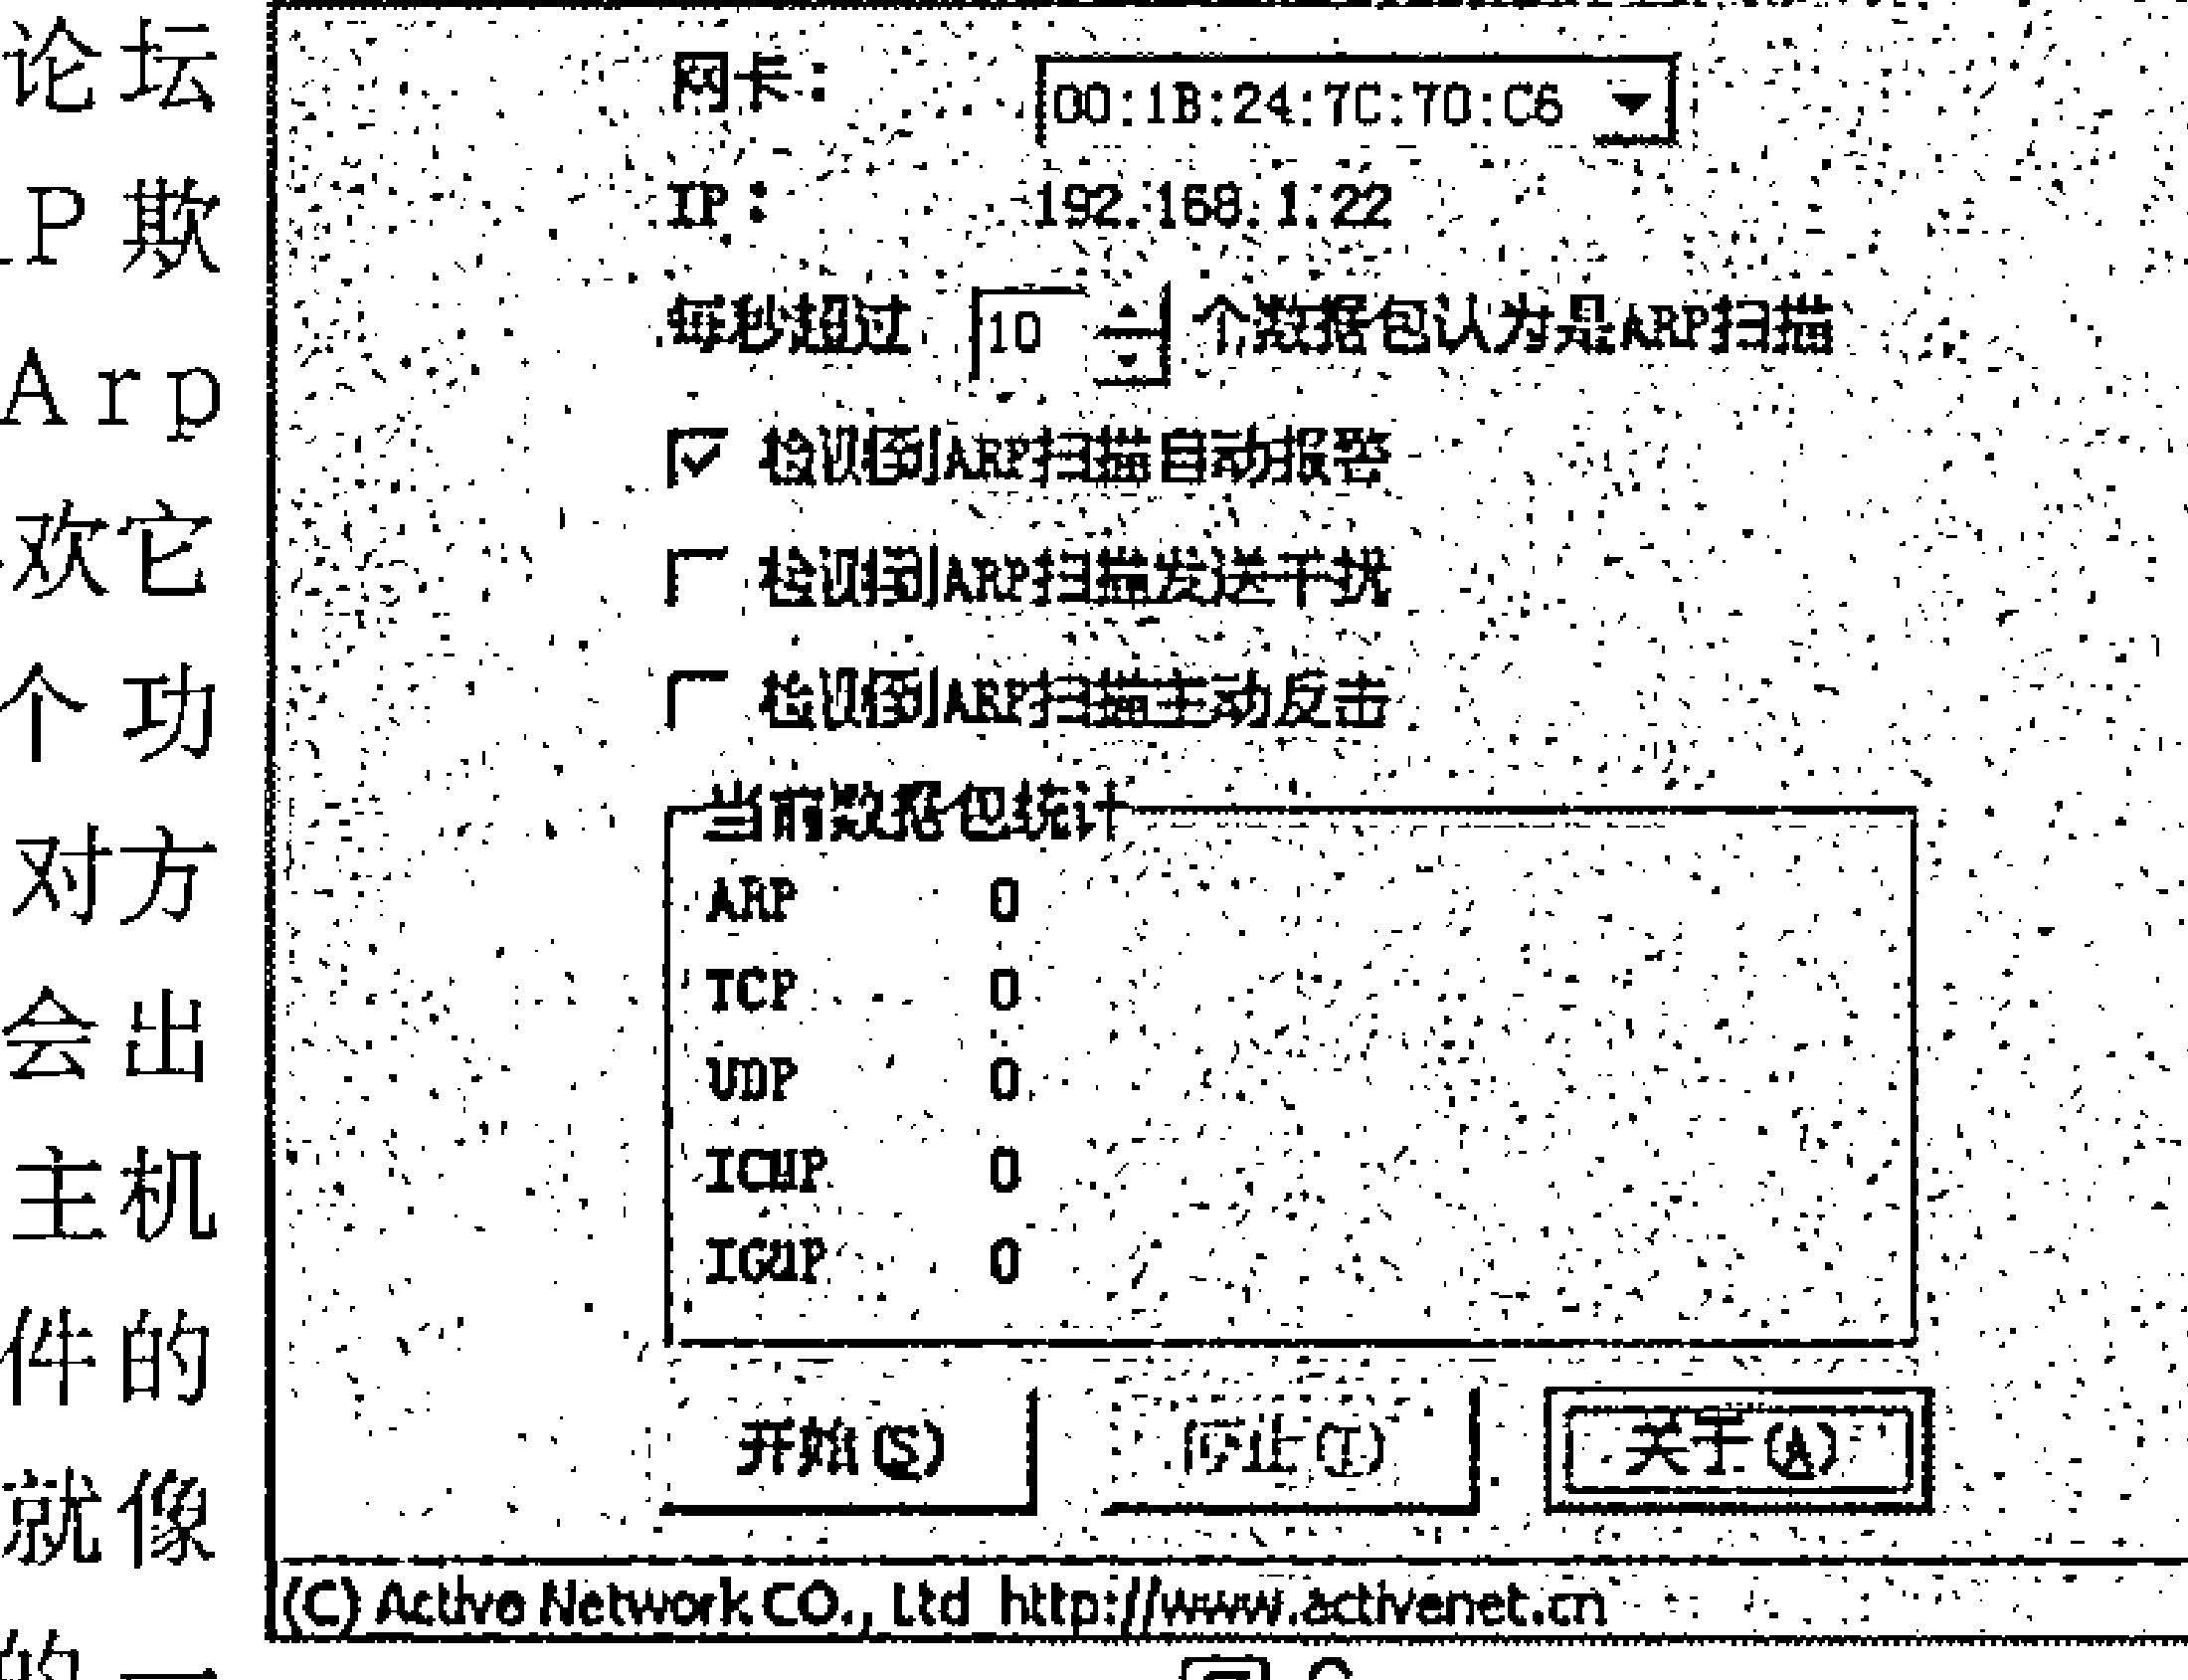 论坛
P欺
Arp
欢它
个功
对方
会出
主机
件的
就像
的一
网卡：
00:1B:24:7C:70:C6
IP：
192.168.1.22
每秒超过 10 个数据包认为是ARP扫描
检测到ARP扫描自动报警
检测到ARP扫描发送干扰
检测到ARP扫描主动反击
当前数据包统计
ARP 0
TCP 0
UDP 0
ICMP 0
IGMP 0
开始(S) 停止(T) 关于(A)
(C) Active Network CO., Ltd http://www.activenet.cn